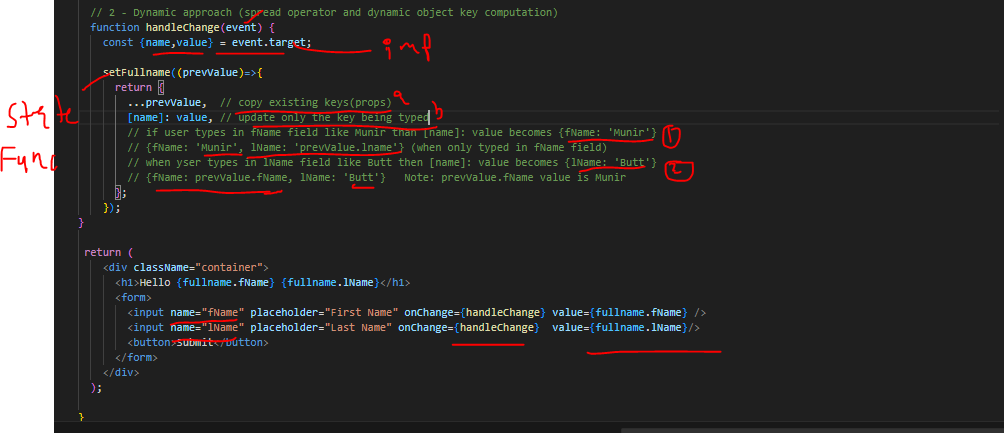 // 2 - Dynamic approach (spread operator and dynamic object key computation)
function handleChange(event) {
const {name,value} = event.target;
imp
setFullname((prevValue)=>{
return {
...prevValue,  // copy existing keys(props)
a
[name]: value, // update only the key being typed
b
State
Func
// if user types in fName field like Munir than [name]: value becomes {fName: 'Munir'}
1
// {fName: 'Munir', lName: 'prevValue.lname'} (when only typed in fName field)
// when yser types in lName field like Butt then [name]: value becomes {lName: 'Butt'}
2
// {fName: prevValue.fName, lName: 'Butt'}   Note: prevValue.fName value is Munir
};
});
}
return (
<div className="container">
<h1>Hello {fullname.fName} {fullname.lName}</h1>
<form>
<input name="fName" placeholder="First Name" onChange={handleChange} value={fullname.fName} />
<input name="lName" placeholder="Last Name" onChange={handleChange}  value={fullname.lName}/>
<button>Submit</button>
</form>
</div>
);
}